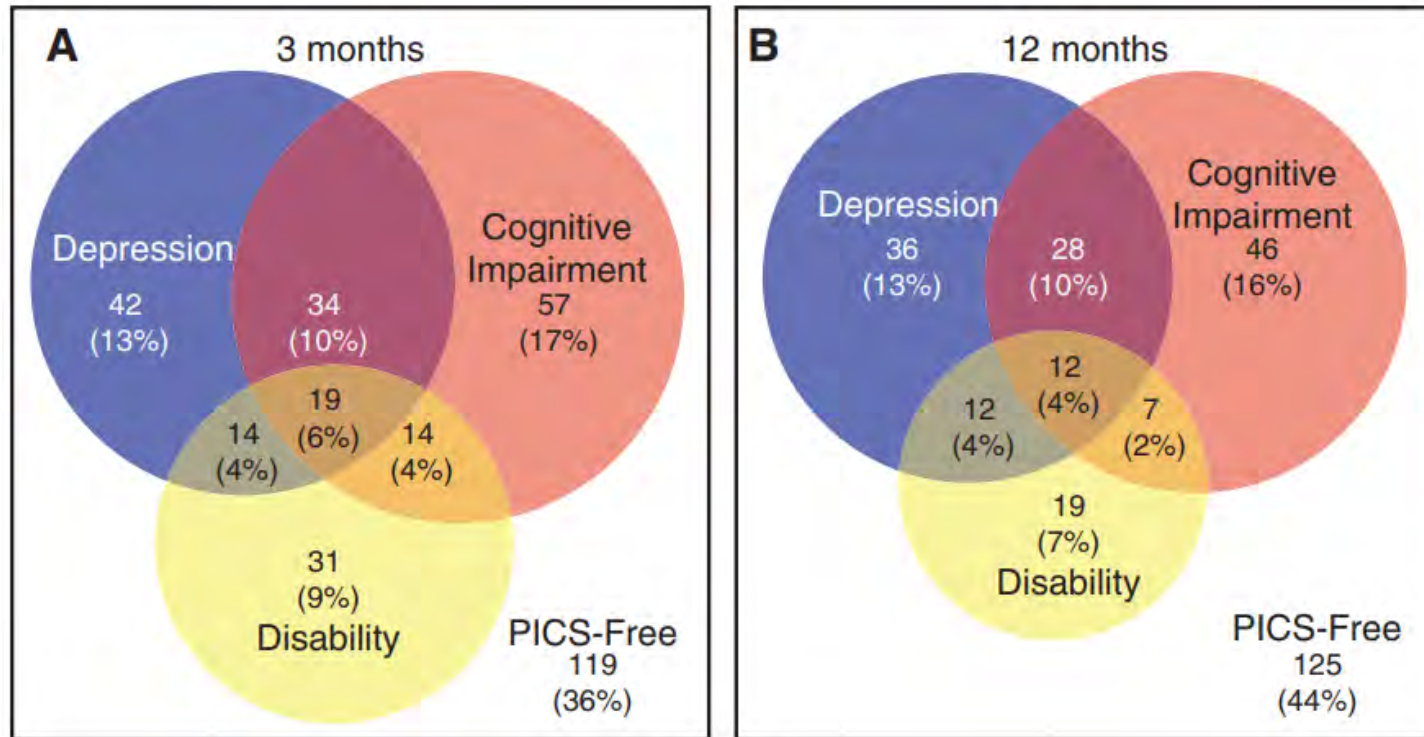 A
3 months
Depression
42
(13%)
34
(10%)
Cognitive
Impairment
57
(17%)
14
(4%)
19
(6%)
14
(4%)
31
(9%)
Disability
PICS-Free
119
(36%)
B
12 months
Depression
36
(13%)
28
(10%)
Cognitive
Impairment
46
(16%)
12
(4%)
12
(4%)
7
(2%)
19
(7%)
Disability
PICS-Free
125
(44%)